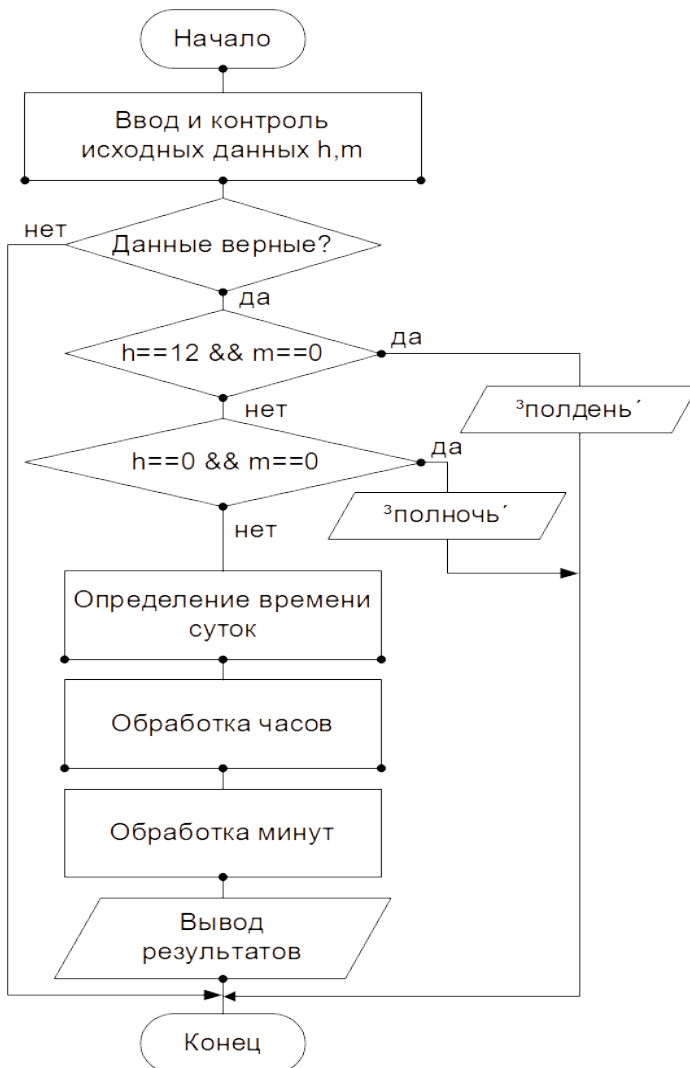 Начало
Ввод и контроль
исходных данных h,m
нет
Данные верные?
да
h==12 && m==0
да
³полдень´
нет
h==0 && m==0
да
³полночь´
нет
Определение времени
суток
Обработка часов
Обработка минут
Вывод
результатов
Конец